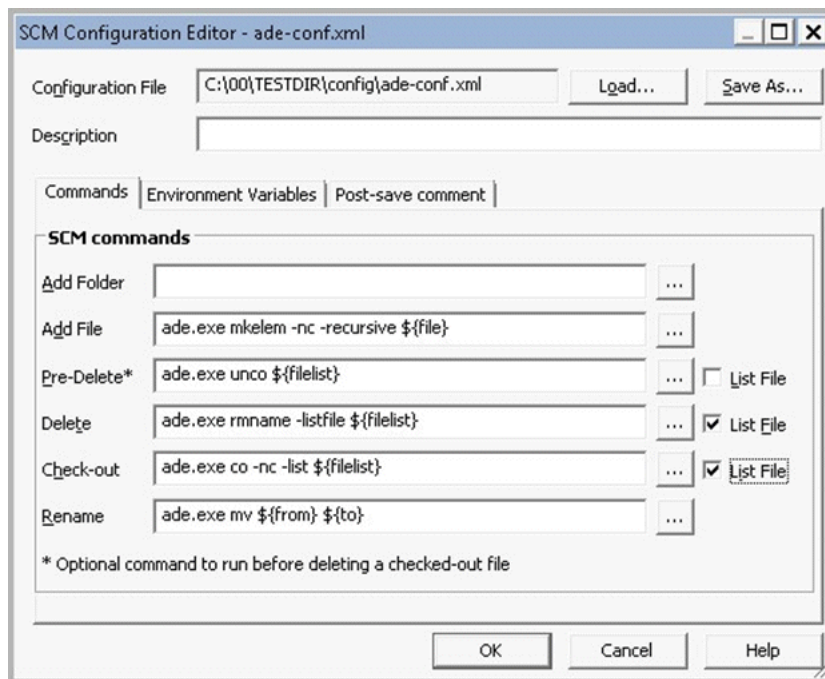 SCM Configuration Editor - ade-conf.xml
Configuration File C:\00\TESTDIR\config\ade-conf.xml Load... Save As...
Description
Commands Environment Variables Post-save comment
SCM commands
Add Folder ...
Add File ade.exe mkelem -nc -recursive ${file} ...
Pre-Delete* ade.exe unco ${filelist} ... List File
Delete ade.exe rmname -listfile ${filelist} ... List File
Check-out ade.exe co -nc -list ${filelist} ... List File
Rename ade.exe mv ${from} ${to} ...
* Optional command to run before deleting a checked-out file
OK Cancel Help